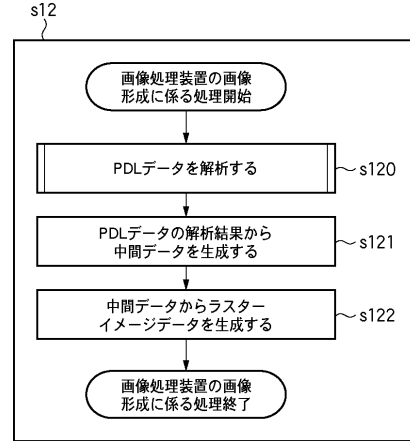 s12
画像処理装置の画像
形成に係る処理開始
PDLデータを解析する
s120
PDLデータの解析結果から
中間データを生成する
s121
中間データからラスター
イメージデータを生成する
s122
画像処理装置の画像
形成に係る処理終了